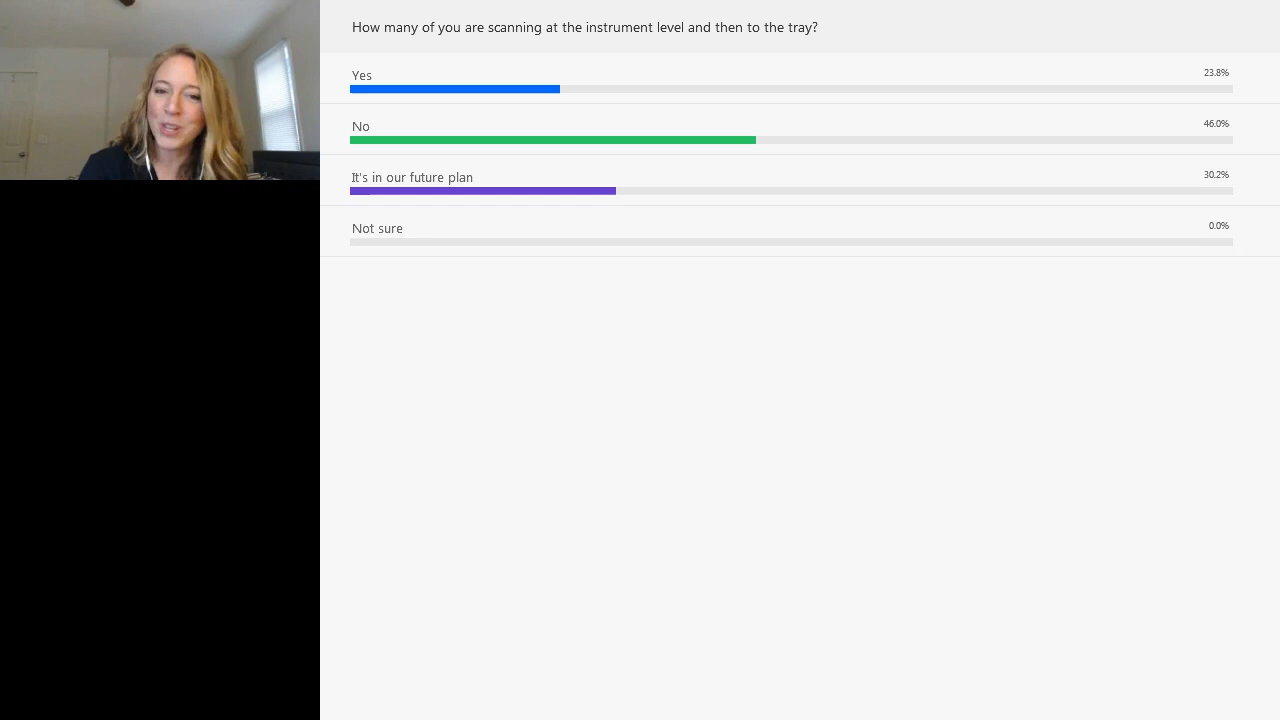 How many of you are scanning at the instrument level and then to the tray?
Yes 23.8%
No 46.0%
It's in our future plan 30.2%
Not sure 0.0%